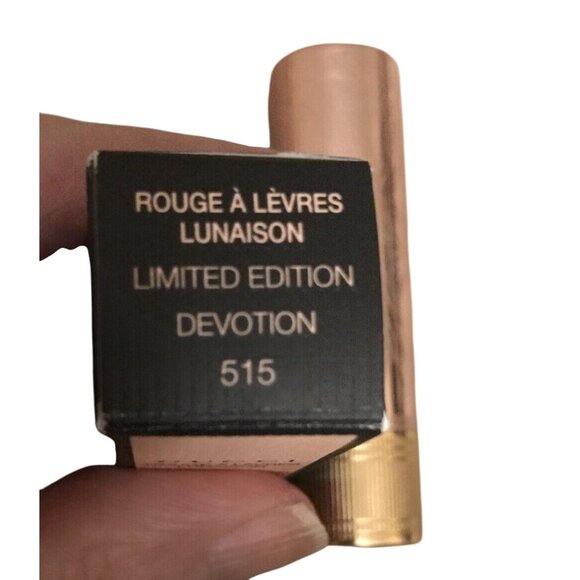 ROUGE À LÈVRES
LUNAISON
LIMITED EDITION
DEVOTION
515